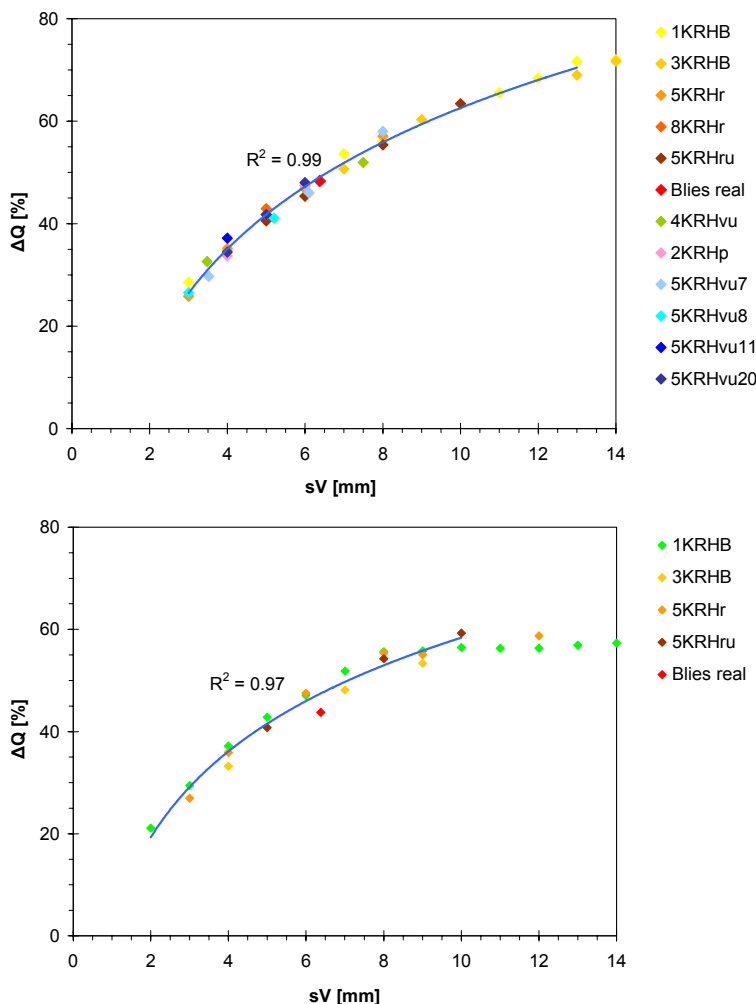 80
60
40
20
0
ΔQ [%]
R² = 0.99
0 2 4 6 8 10 12 14
sV [mm]
1KRHB
3KRHB
5KRHr
8KRHr
5KRHru
Blies real
4KRHvu
2KRHp
5KRHvu7
5KRHvu8
5KRHvu11
5KRHvu20
80
60
40
20
0
ΔQ [%]
R² = 0.97
0 2 4 6 8 10 12 14
sV [mm]
1KRHB
3KRHB
5KRHr
5KRHru
Blies real